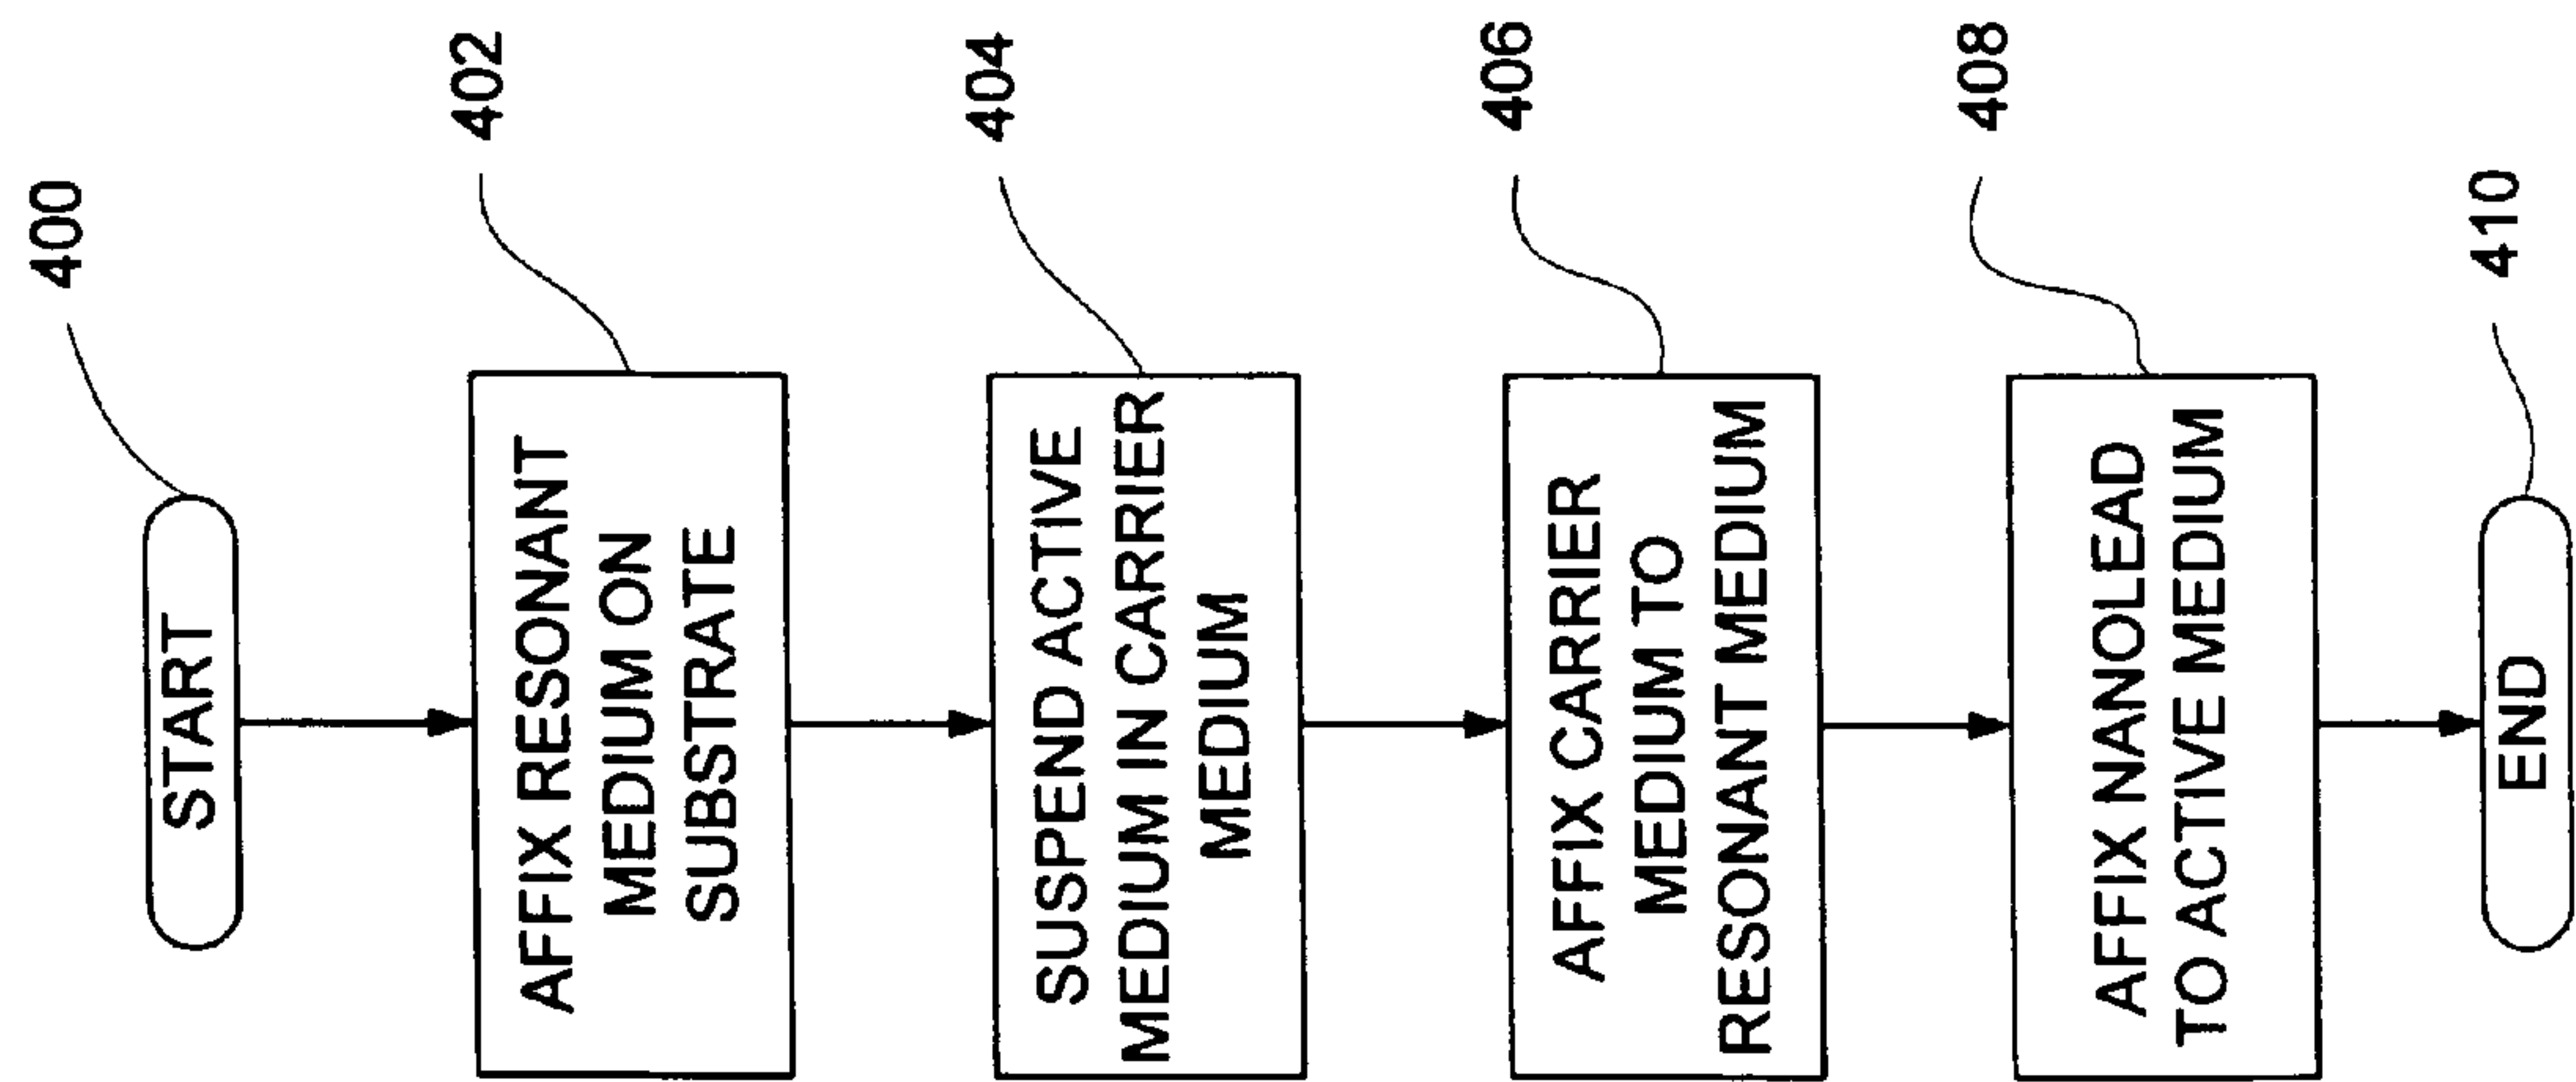 400
START
402
AFFIX RESONANT
MEDIUM ON
SUBSTRATE
404
SUSPEND ACTIVE
MEDIUM IN CARRIER
MEDIUM
406
AFFIX CARRIER
MEDIUM TO
RESONANT MEDIUM
408
AFFIX NANOLEAD
TO ACTIVE MEDIUM
410
END